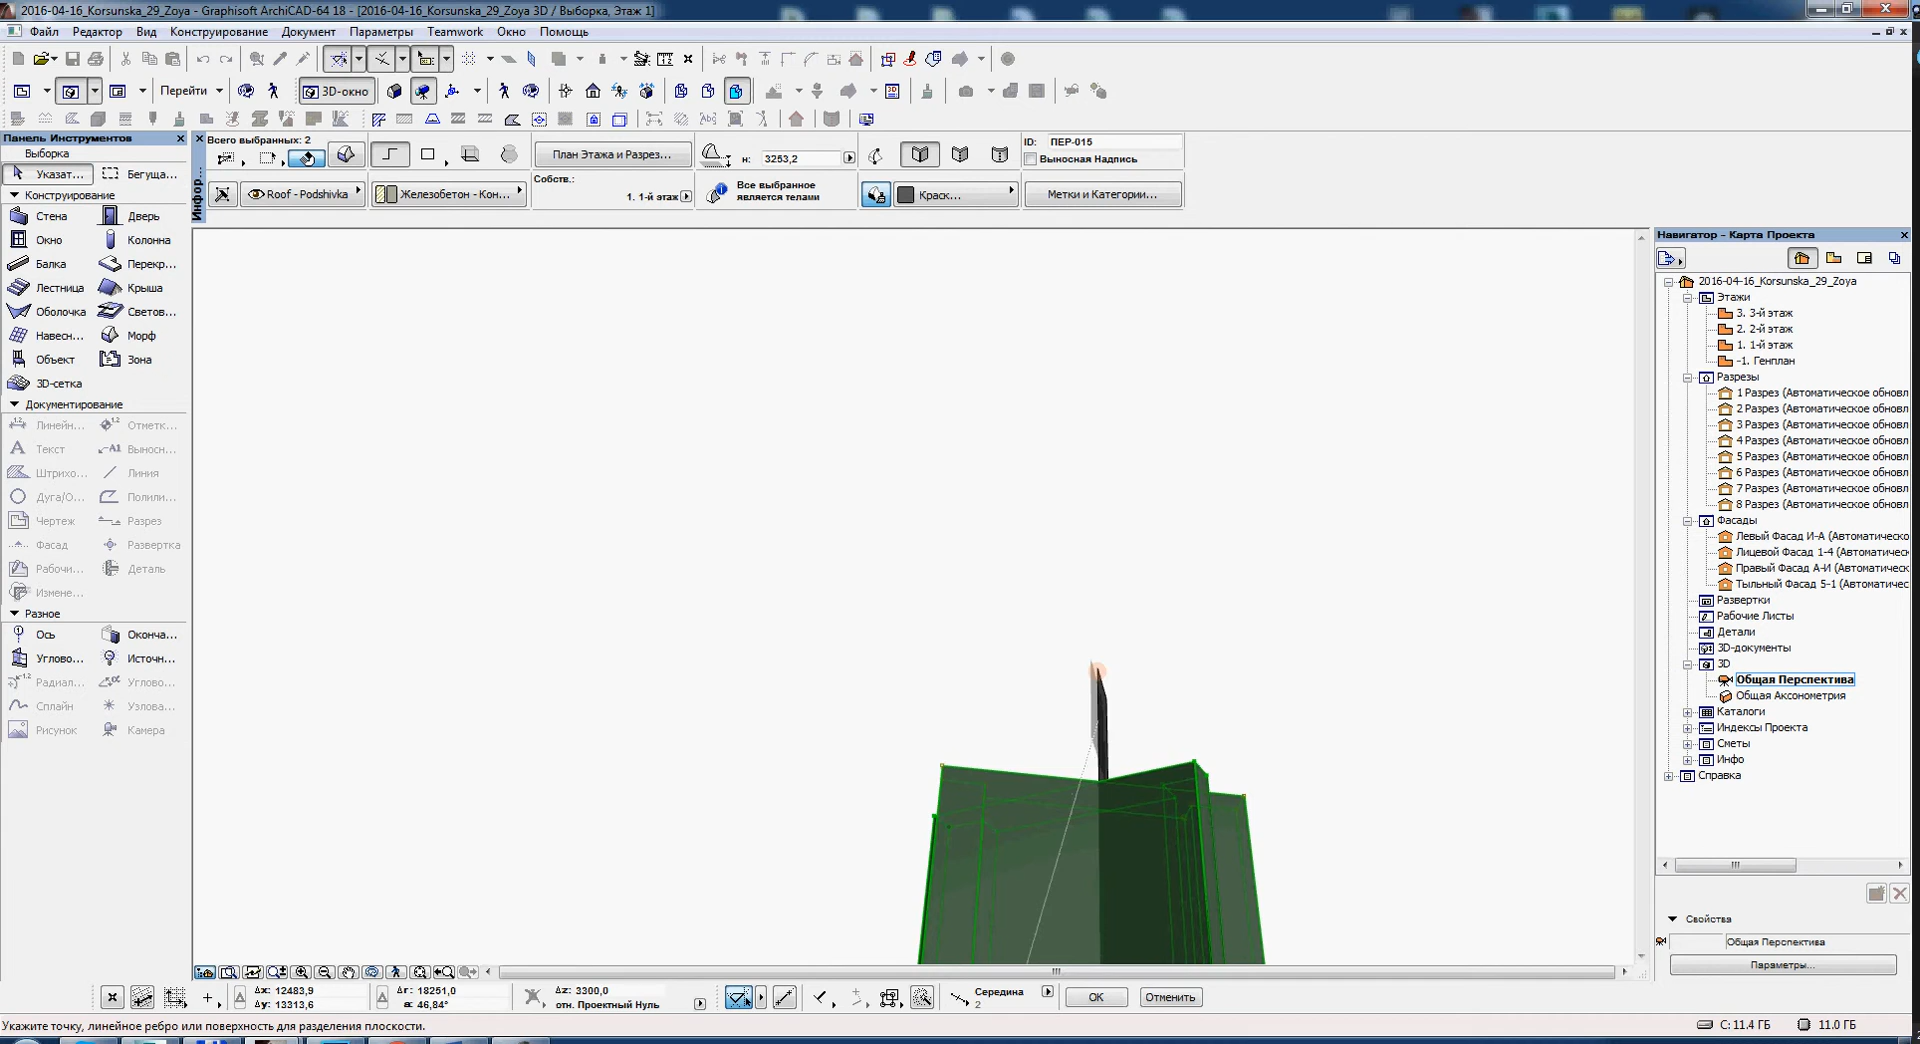 2016-04-16_Korsunska_29_Zoya - Graphisoft ArchiCAD-64 18 - [2016-04-16_Korsunska_29_Zoya 3D / Выборка, Этаж 1]
Файл Редактор Вид Конструирование Документ Параметры Teamwork Окно Помощь
Перейти 3D-окно
Панель Инструментов
Всего выбранных: 2
Выборка
Указат... Бегуща...
План Этажа и Разрез...
н: 3253,2
ID: ПЕР-015
Выносная Надпись
Инфор...
Roof - Podshivka
Железобетон - Кон...
Собств.:
1. 1-й этаж
Все выбранное является телами
Краск...
Метки и Категории...
Конструирование
Стена Дверь
Окно Колонна
Балка Перекр...
Лестница Крыша
Оболочка Светов...
Навесн... Морф
Объект Зона
3D-сетка
Документирование
Линейн... Отметк...
Текст Выносн...
Штрихо... Линия
Дуга/О... Полили...
Чертеж Разрез
Фасад Развертка
Рабочи... Деталь
Измене...
Разное
Ось Оконча...
Углово... Источн...
Радиал... Углово...
Сплайн Узлова...
Рисунок Камера
Навигатор - Карта Проекта
2016-04-16_Korsunska_29_Zoya
Этажи
3. 3-й этаж
2. 2-й этаж
1. 1-й этаж
-1. Генплан
Разрезы
1 Разрез (Автоматическое обновл
2 Разрез (Автоматическое обновл
3 Разрез (Автоматическое обновл
4 Разрез (Автоматическое обновл
5 Разрез (Автоматическое обновл
6 Разрез (Автоматическое обновл
7 Разрез (Автоматическое обновл
8 Разрез (Автоматическое обновл
Фасады
Левый Фасад И-А (Автоматическо
Лицевой Фасад 1-4 (Автоматическ
Правый Фасад А-И (Автоматическ
Тыльный Фасад 5-1 (Автоматичес
Развертки
Рабочие Листы
Детали
3D-документы
3D
Общая Перспектива
Общая Аксонометрия
Каталоги
Индексы Проекта
Сметы
Инфо
Справка
Свойства
Общая Перспектива
Параметры...
Δx: 12483,9
Δy: 13313,6
Δr: 18251,0
a: 46,84°
Δz: 3300,0
отн. Проектный Нуль
Середина
2
OK Отменить
Укажите точку, линейное ребро или поверхность для разделения плоскости.
C: 11.4 ГБ 11.0 ГБ